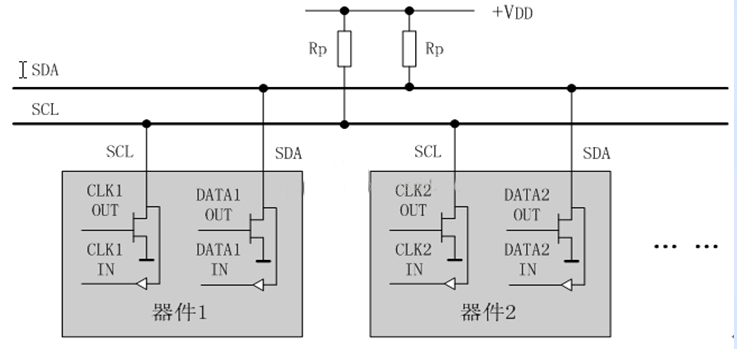 +VDD
Rp
Rp
SDA
SCL
SCL
SDA
SCL
SDA
CLK1
OUT
DATA1
OUT
CLK2
OUT
DATA2
OUT
CLK1
IN
DATA1
IN
CLK2
IN
DATA2
IN
... ...
器件1
器件2